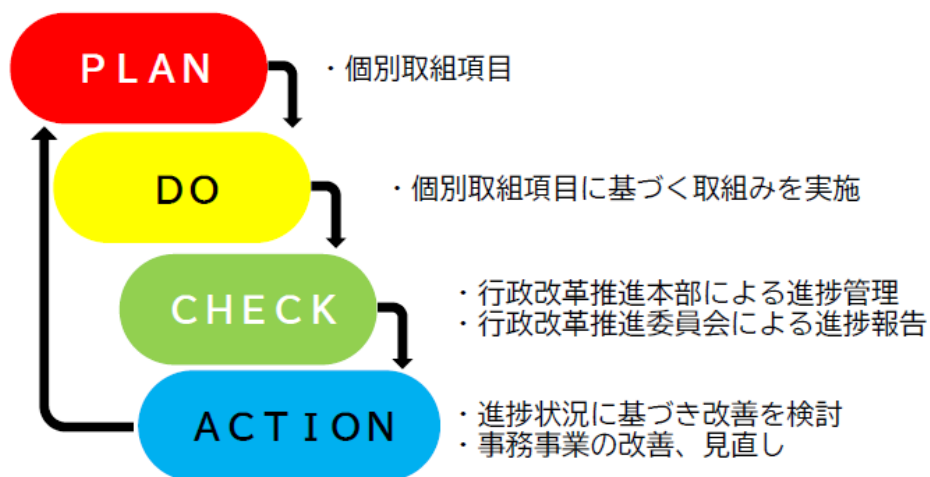 ＰＬＡＮ
・個別取組項目
ＤＯ
・個別取組項目に基づく取組みを実施
ＣＨＥＣＫ
・行政改革推進本部による進捗管理
・行政改革推進委員会による進捗報告
ＡＣＴＩＯＮ
・進捗状況に基づき改善を検討
・事務事業の改善、見直し